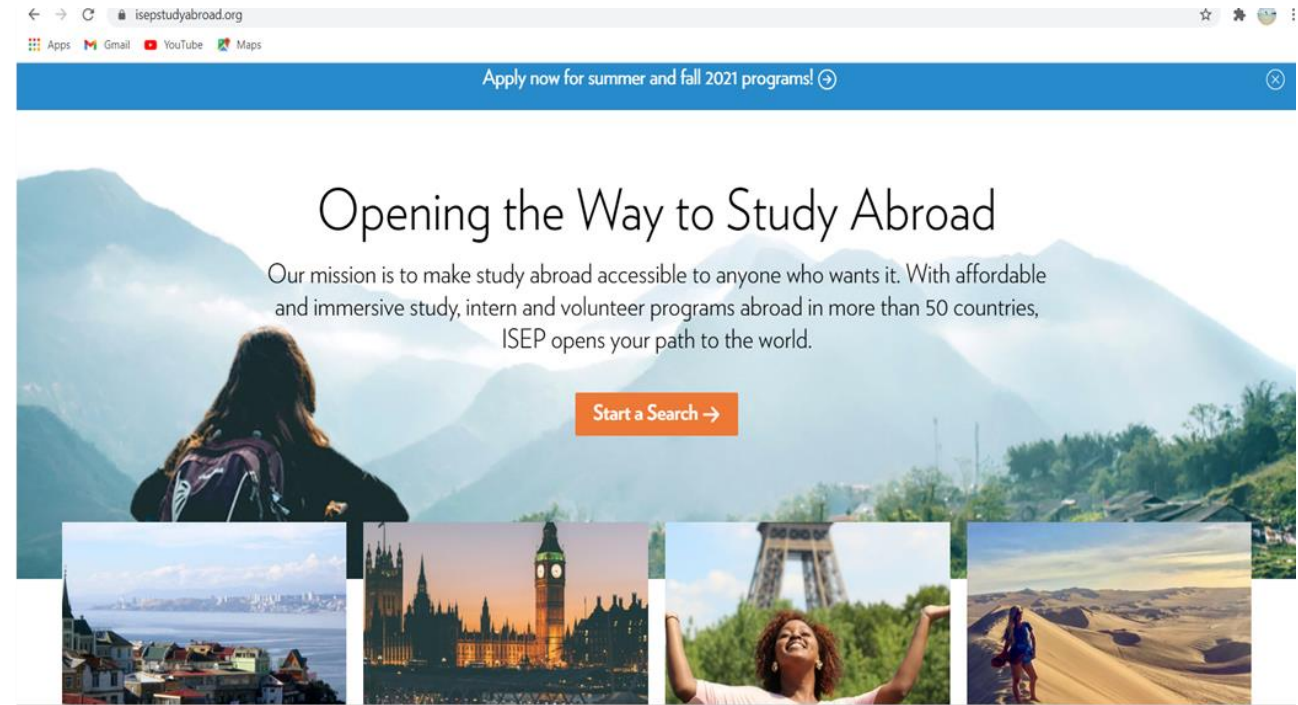 isepstudyabroad.org
Apps Gmail YouTube Maps
Apply now for summer and fall 2021 programs!
Opening the Way to Study Abroad
Our mission is to make study abroad accessible to anyone who wants it. With affordable
and immersive study, intern and volunteer programs abroad in more than 50 countries,
ISEP opens your path to the world.
Start a Search →